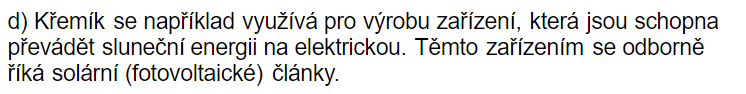 d) Křemík se například využívá pro výrobu zařízení, která jsou schopna
převádět sluneční energii na elektrickou. Těmto zařízením se odborně
říká solární (fotovoltaické) články.